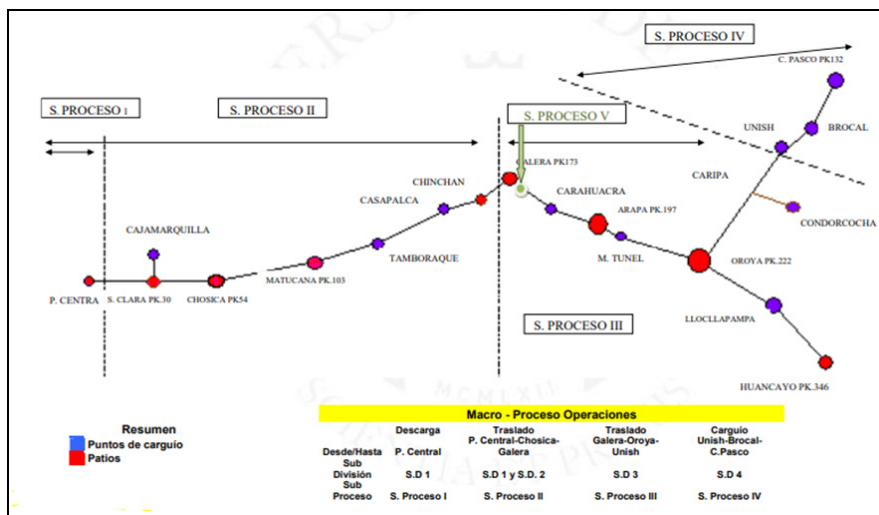 S. PROCESO IV
C. PASCO PK132
S. PROCESO I
S. PROCESO II
S. PROCESO V
UNISH
BROCAL
GALERA PK173
CHINCHAN
CARAHUACRA
CARIPA
CASAPALCA
ARAPA PK.197
CONDORCOCHA
CAJAMARQUILLA
TAMBORAQUE
M. TUNEL
OROYA PK.222
MATUCANA PK.103
P. CENTRA
S. CLARA PK.30
CHOSICA PK54
LLOCLLAPAMPA
S. PROCESO III
HUANCAYO PK.346
MCMLXII
Resumen
Puntos de carguío
Patios
Macro - Proceso Operaciones
Descarga Traslado Traslado Carguío
P. Central-Chosica- Galera-Oroya- Unish-Brocal-
Desde/Hasta P. Central Galera Unish C.Pasco
Sub
División S.D 1 S.D 1 y S.D. 2 S.D 3 S.D 4
Sub
Proceso S. Proceso I S. Proceso II S. Proceso III S. Proceso IV